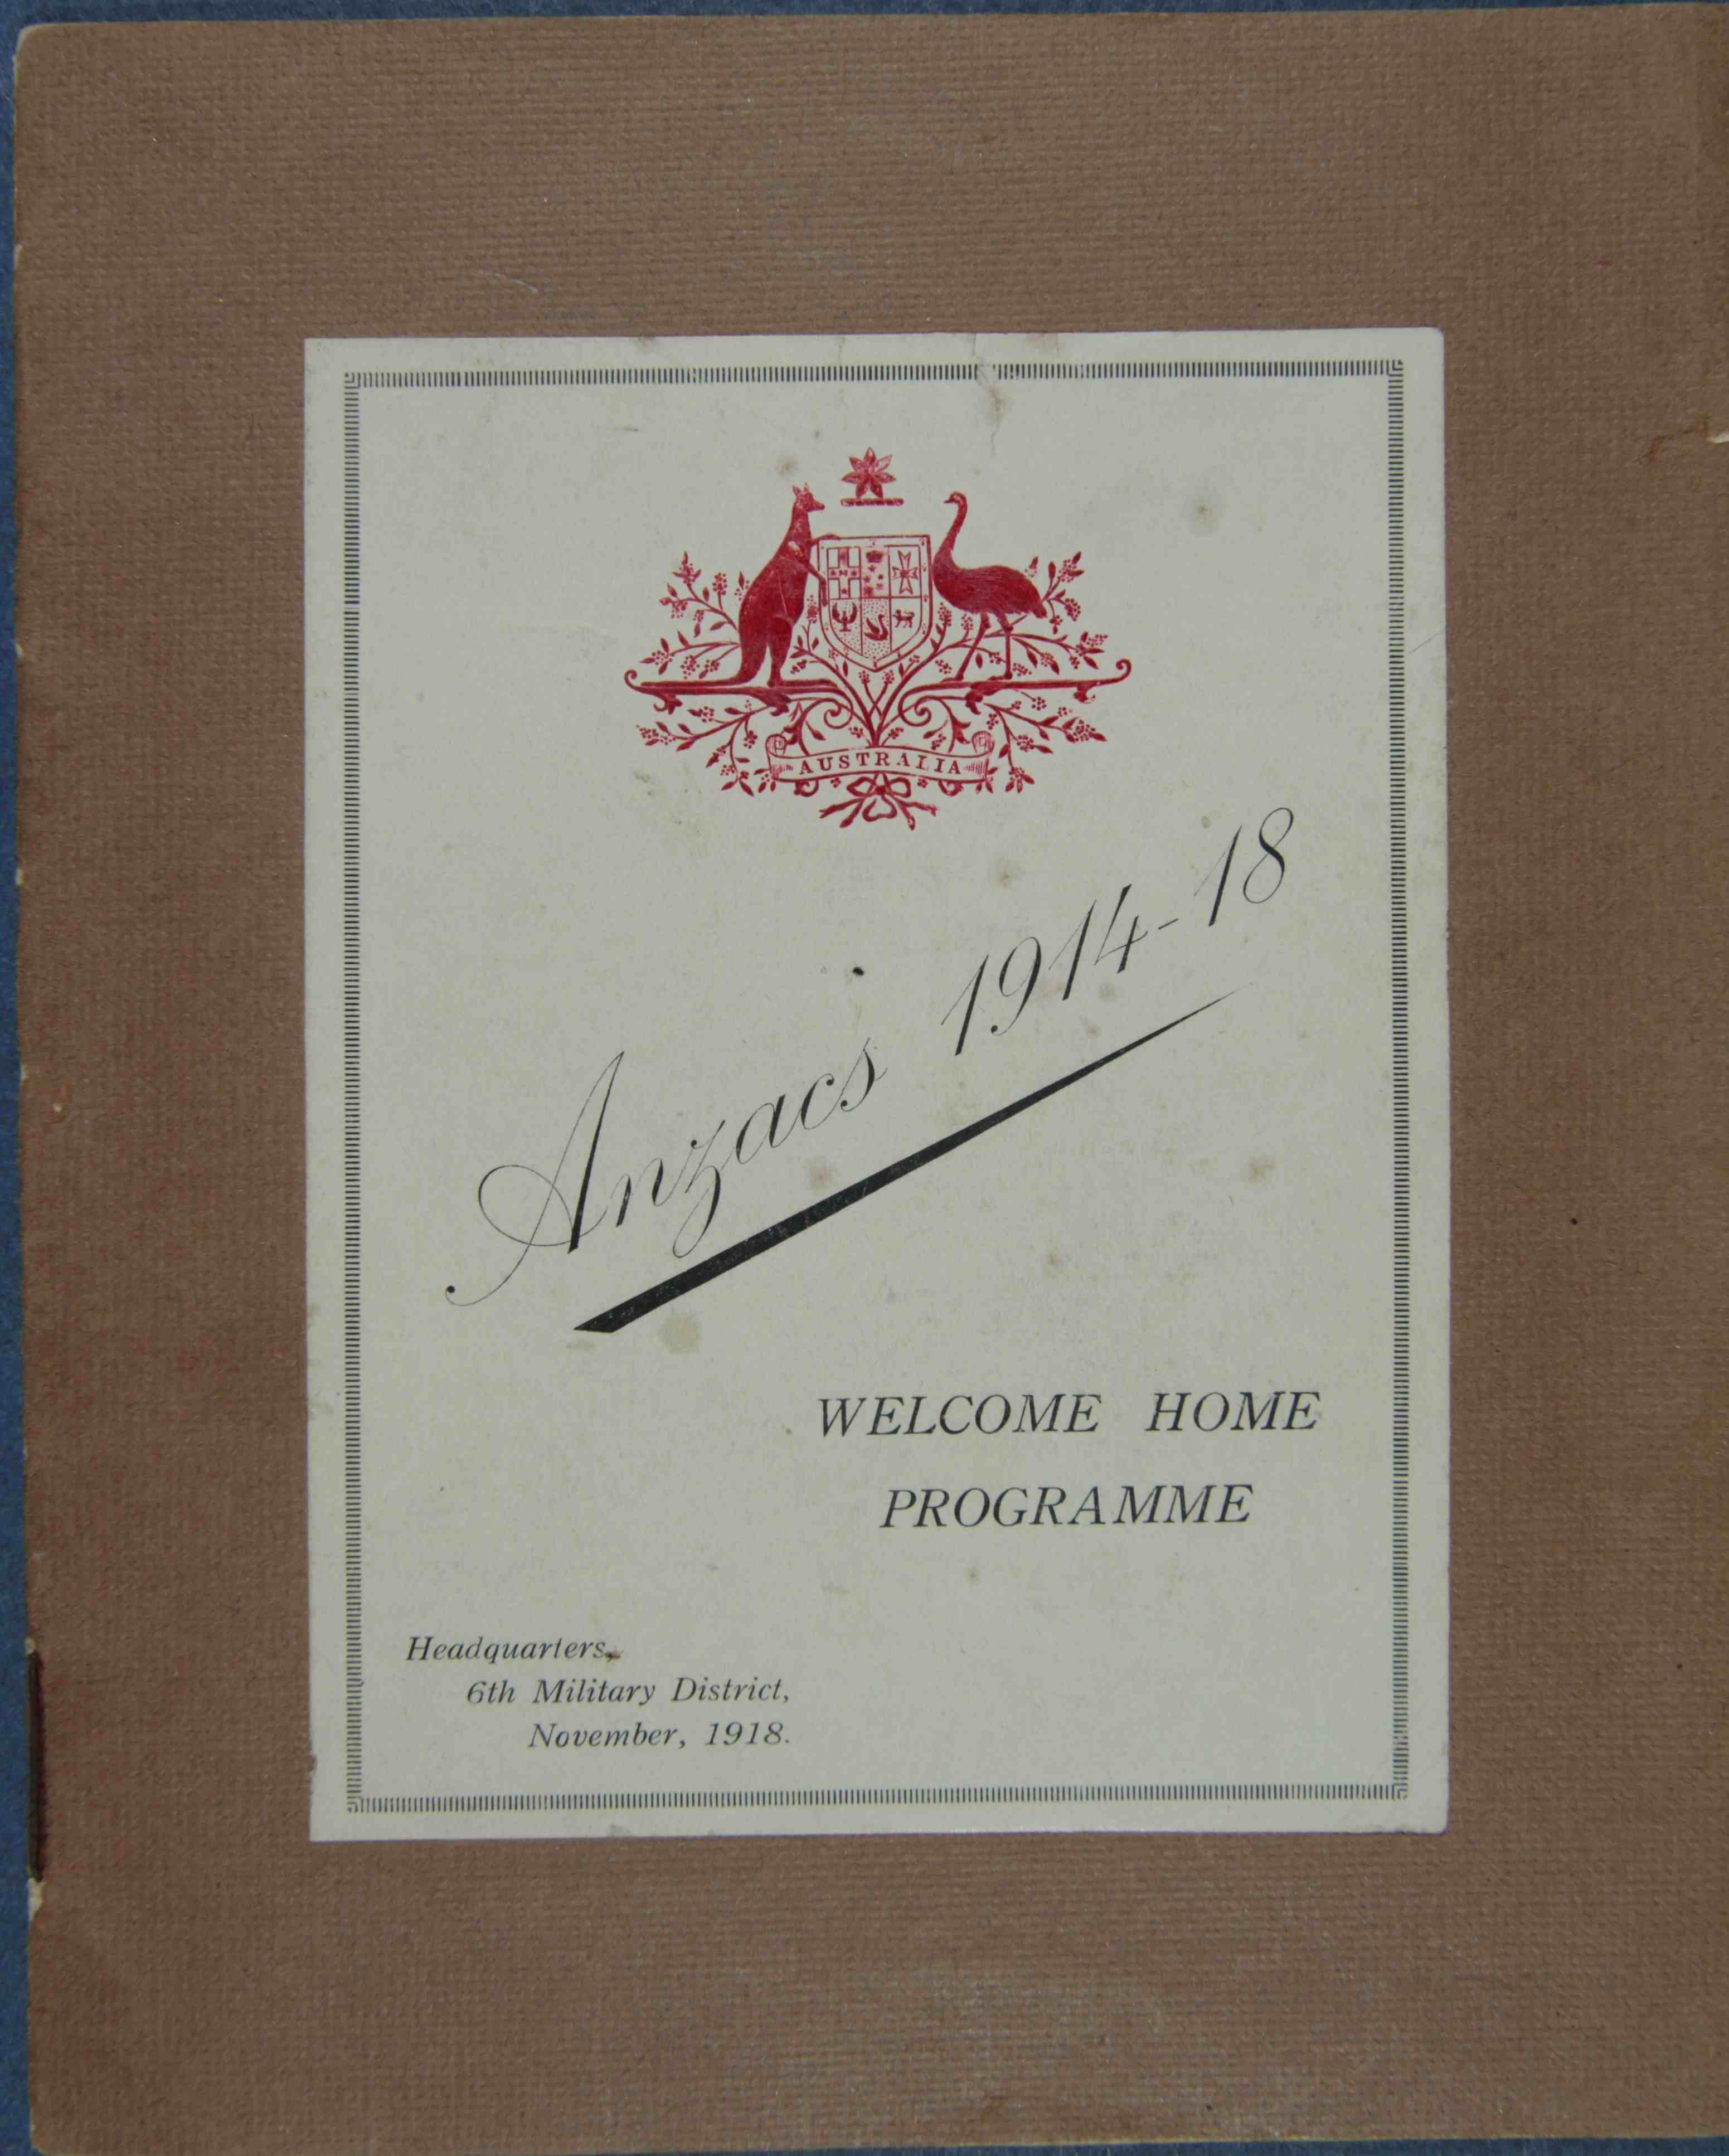 AUSTRALIA
Anzacs 1914-18
WELCOME HOME
PROGRAMME
Headquarters,
6th Military District,
November, 1918.